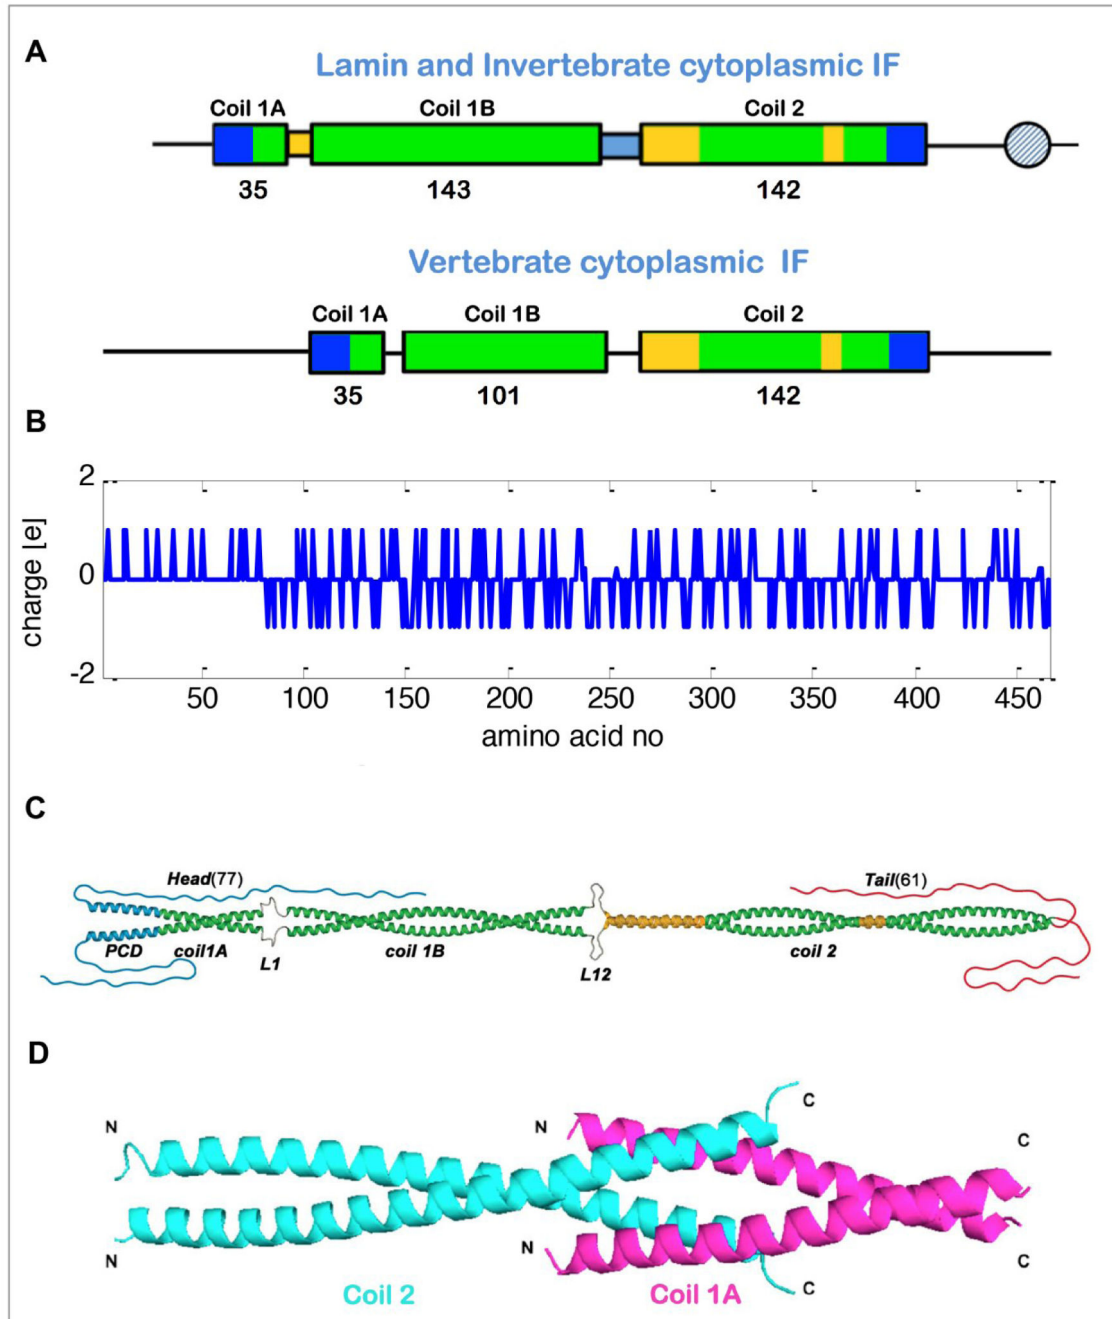 A
Lamin and Invertebrate cytoplasmic IF
Coil 1A Coil 1B Coil 2
35 143 142
Vertebrate cytoplasmic IF
Coil 1A Coil 1B Coil 2
35 101 142
B
2
0
-2
charge [e]
50 100 150 200 250 300 350 400 450
amino acid no
C
Head(77) Tail(61)
PCD coil1A L1 coil 1B L12 coil 2
D
N N C C
N N C C
Coil 2 Coil 1A